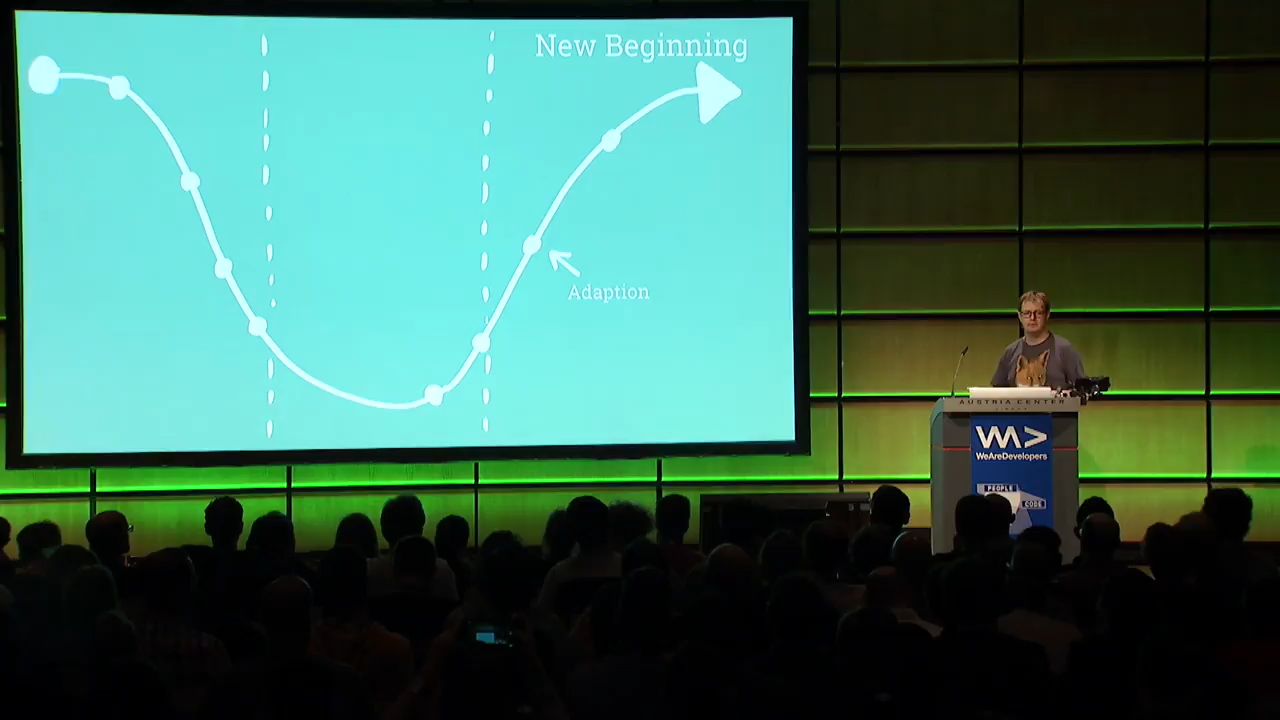 New Beginning
Adaption
AUSTRIA CENTER
WeAreDevelopers
PEOPLE
CODE